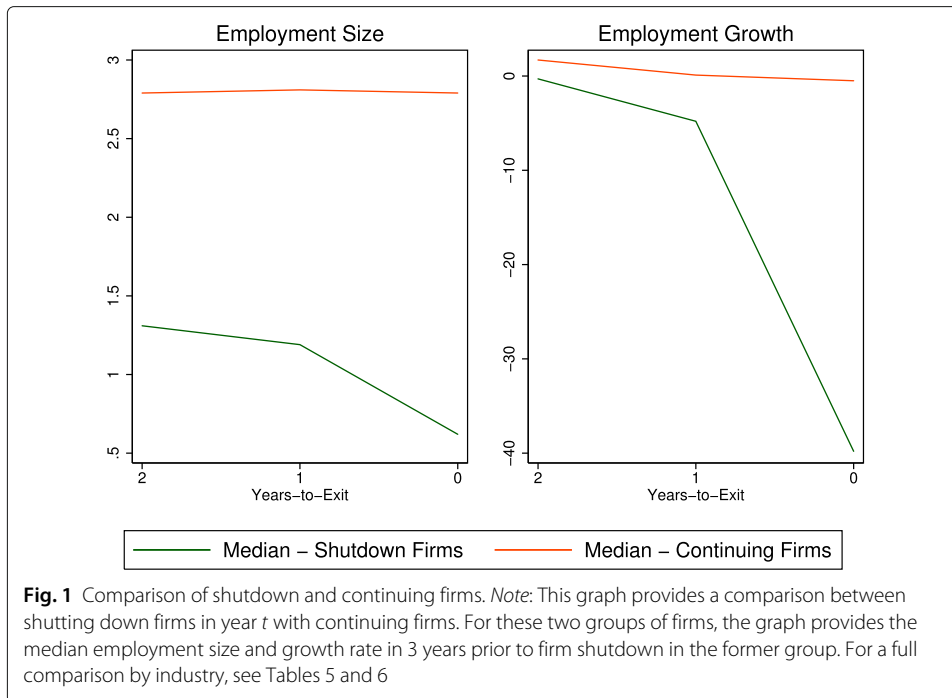 Employment Size
Employment Growth
3
2.5
2
1.5
1
.5
2
1
0
Years−to−Exit
0
−10
−20
−30
−40
2
1
0
Years−to−Exit
Median − Shutdown Firms
Median − Continuing Firms
Fig. 1 Comparison of shutdown and continuing firms. Note: This graph provides a comparison between
shutting down firms in year t with continuing firms. For these two groups of firms, the graph provides the
median employment size and growth rate in 3 years prior to firm shutdown in the former group. For a full
comparison by industry, see Tables 5 and 6